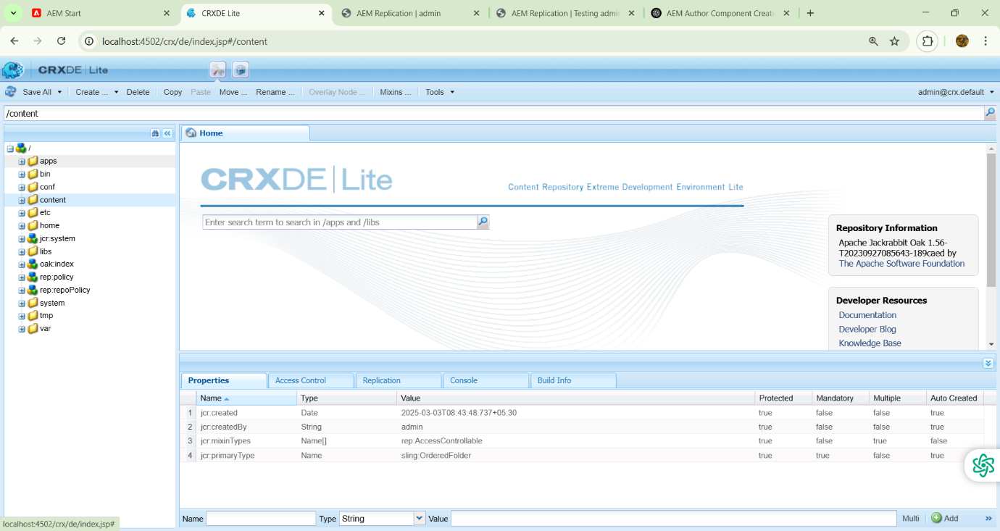 AEM Start
CRXDE Lite
AEM Replication | admin
AEM Replication | Testing admin
AEM Author Component Creati
localhost:4502/crx/de/index.jsp#/content
CRXDE | Lite
Save All
Create ...
Delete
Copy
Paste
Move ...
Rename ...
Overlay Node ...
Mixins ...
Tools
admin@crx.default
/content
Home
/
apps
bin
conf
content
etc
home
jcr:system
libs
oak:index
rep:policy
rep:repoPolicy
system
tmp
var
CRXDE | Lite
Content Repository Extreme Development Environment Lite
Enter search term to search in /apps and /libs
Repository Information
Apache Jackrabbit Oak 1.56-
T20230927085643-189caed by
The Apache Software Foundation
Developer Resources
Documentation
Developer Blog
Knowledge Base
Properties
Access Control
Replication
Console
Build Info
Name Type Value Protected Mandatory Multiple Auto Created
1 jcr:created Date 2025-03-03T08:43:48.737+05:30 true false false true
2 jcr:createdBy String admin true false false true
3 jcr:mixinTypes Name[] rep:AccessControllable true false true false
4 jcr:primaryType Name sling:OrderedFolder true true false true
Name Type String Value Multi Add
localhost:4502/crx/de/index.jsp#